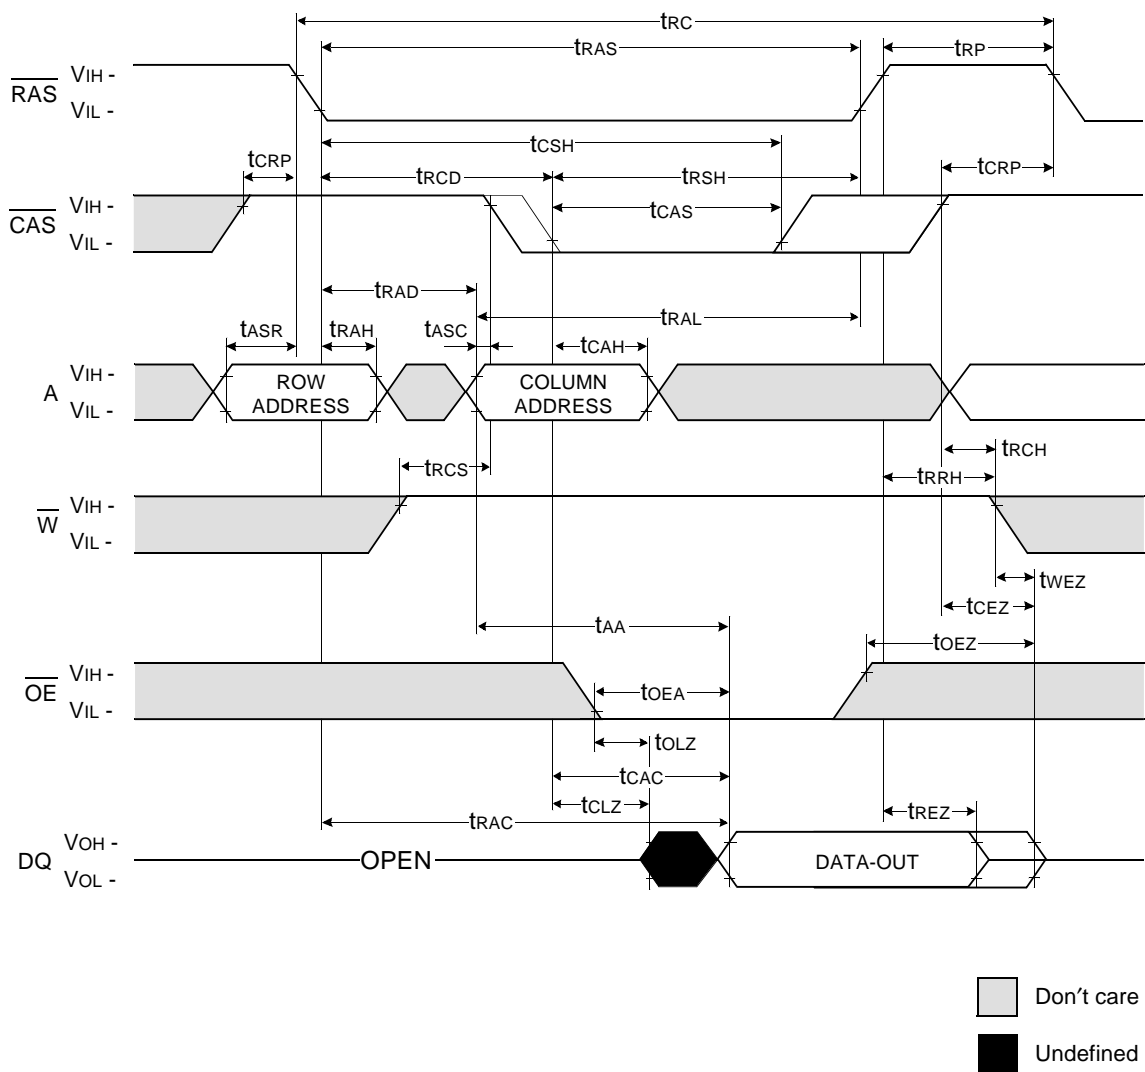 tRC
tRAS
tRP
RAS
VIH -
VIL -
tCSH
tCRP
tRCD
tRSH
tCRP
CAS
VIH -
VIL -
tCAS
tRAD
tRAL
tASR
tRAH
tASC
tCAH
A
VIH -
VIL -
ROW
ADDRESS
COLUMN
ADDRESS
tRCS
tRCH
tRRH
W
VIH -
VIL -
tWEZ
tCEZ
tAA
tOEZ
OE
VIH -
VIL -
tOEA
tOLZ
tCAC
tCLZ
tREZ
tRAC
DQ
VOH -
VOL -
OPEN
DATA-OUT
Don′t care
Undefined